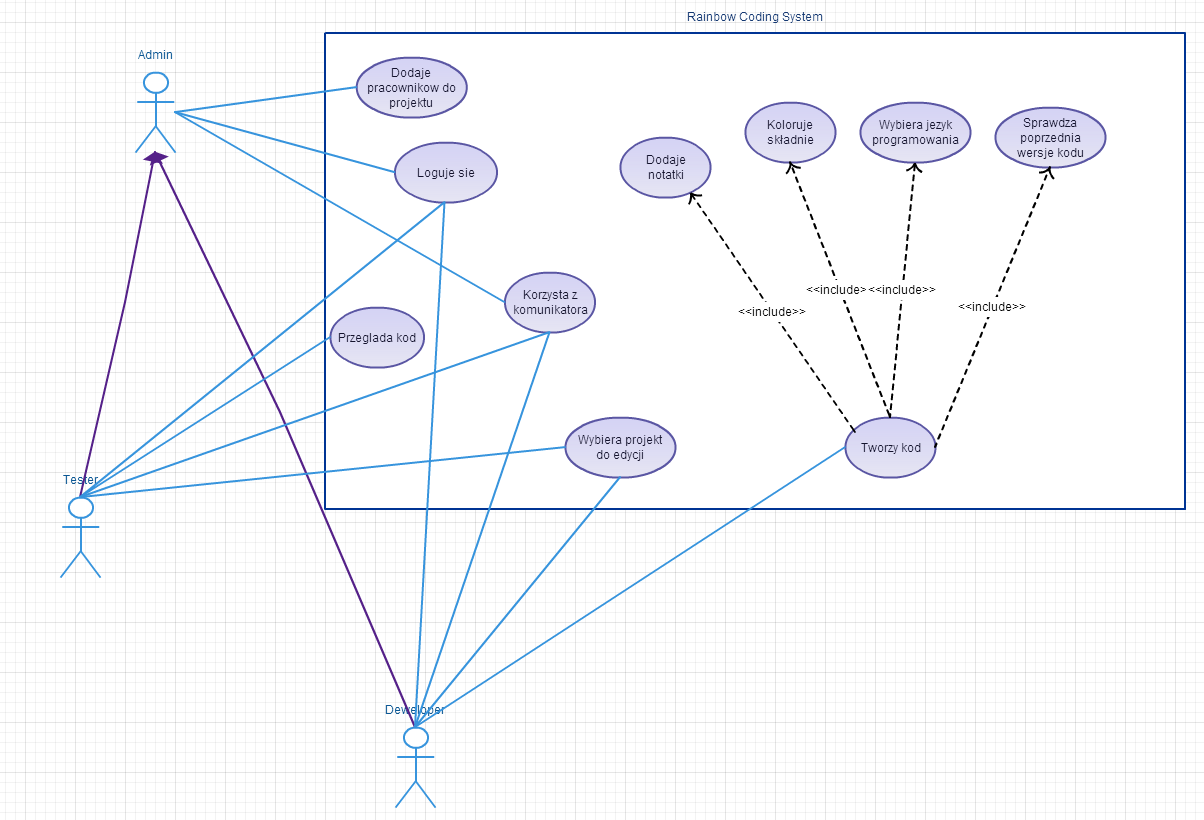 Rainbow Coding System
Admin
Dodaje
pracownikow do
projektu
Loguje sie
Dodaje
notatki
Koloruje
składnie
Wybiera jezyk
programowania
Sprawdza
poprzednia
wersje kodu
Korzysta z
komunikatora
Przeglada kod
<<include>
<<include>>
<<include>>
<<include>>
Wybiera projekt
do edycji
Tworzy kod
Tester
Deweloper